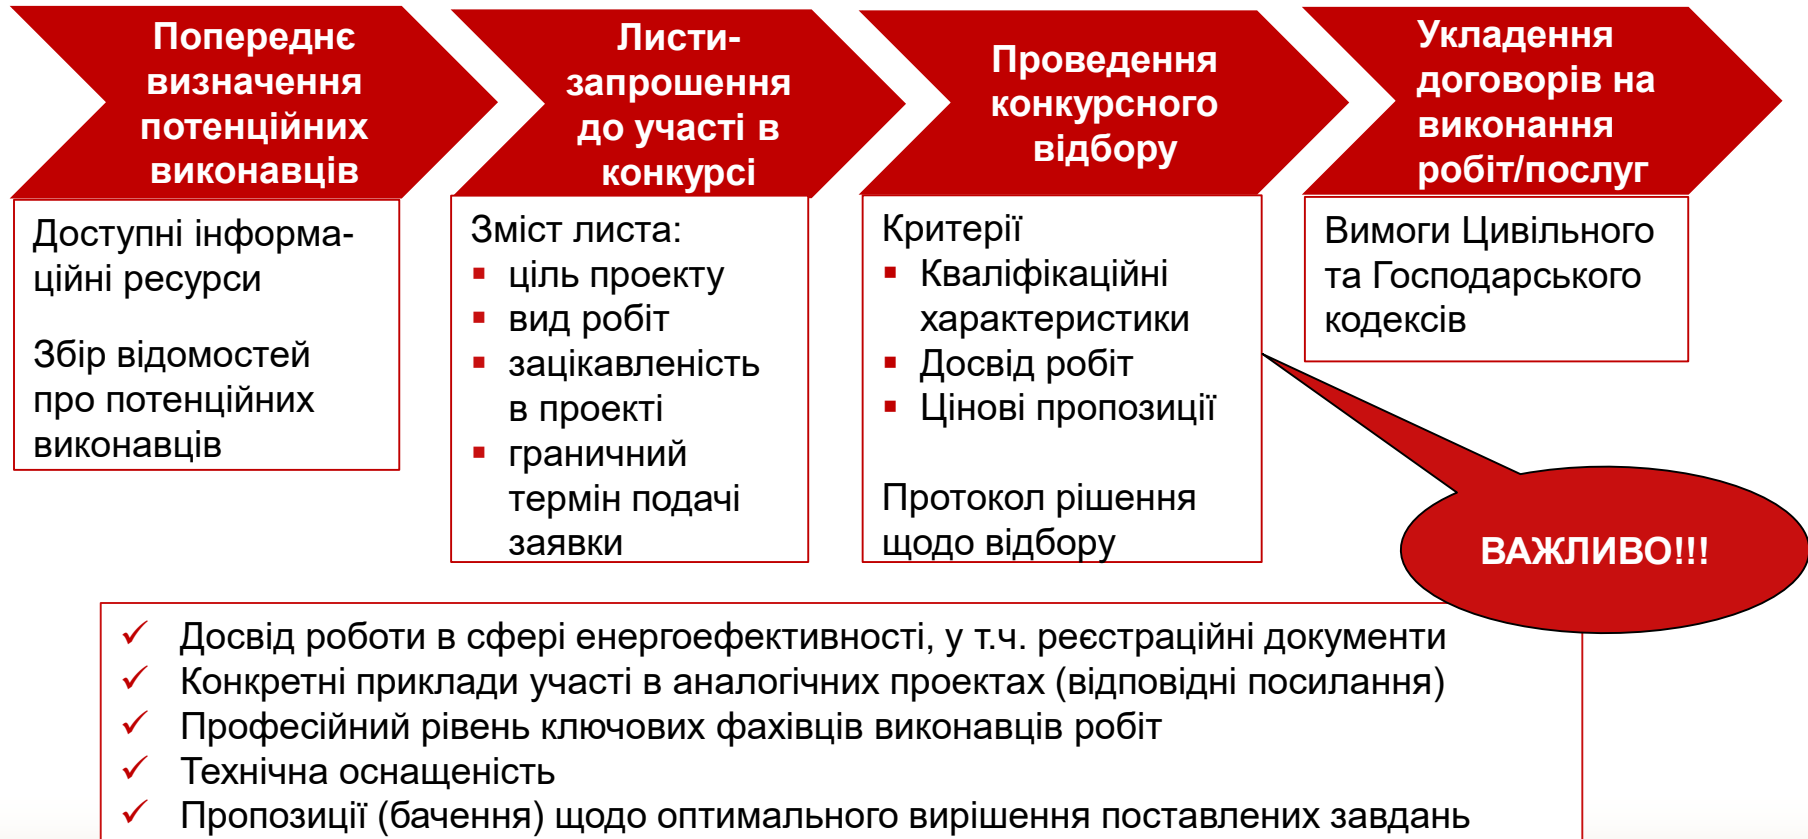 Попереднє
визначення
потенційних
виконавців
Листи-
запрошення
до участі в
конкурсі
Проведення
конкурсного
відбору
Укладення
договорів на
виконання
робіт/послуг
Доступні інформа-
ційні ресурси
Збір відомостей
про потенційних
виконавців
Зміст листа:
▪ ціль проекту
▪ вид робіт
▪ зацікавленість
в проекті
▪ граничний
термін подачі
заявки
Критерії
▪ Кваліфікаційні
характеристики
▪ Досвід робіт
▪ Цінові пропозиції
Протокол рішення
щодо відбору
Вимоги Цивільного
та Господарського
кодексів
ВАЖЛИВО!!!
✓ Досвід роботи в сфері енергоефективності, у т.ч. реєстраційні документи
✓ Конкретні приклади участі в аналогічних проектах (відповідні посилання)
✓ Професійний рівень ключових фахівців виконавців робіт
✓ Технічна оснащеність
✓ Пропозиції (бачення) щодо оптимального вирішення поставлених завдань